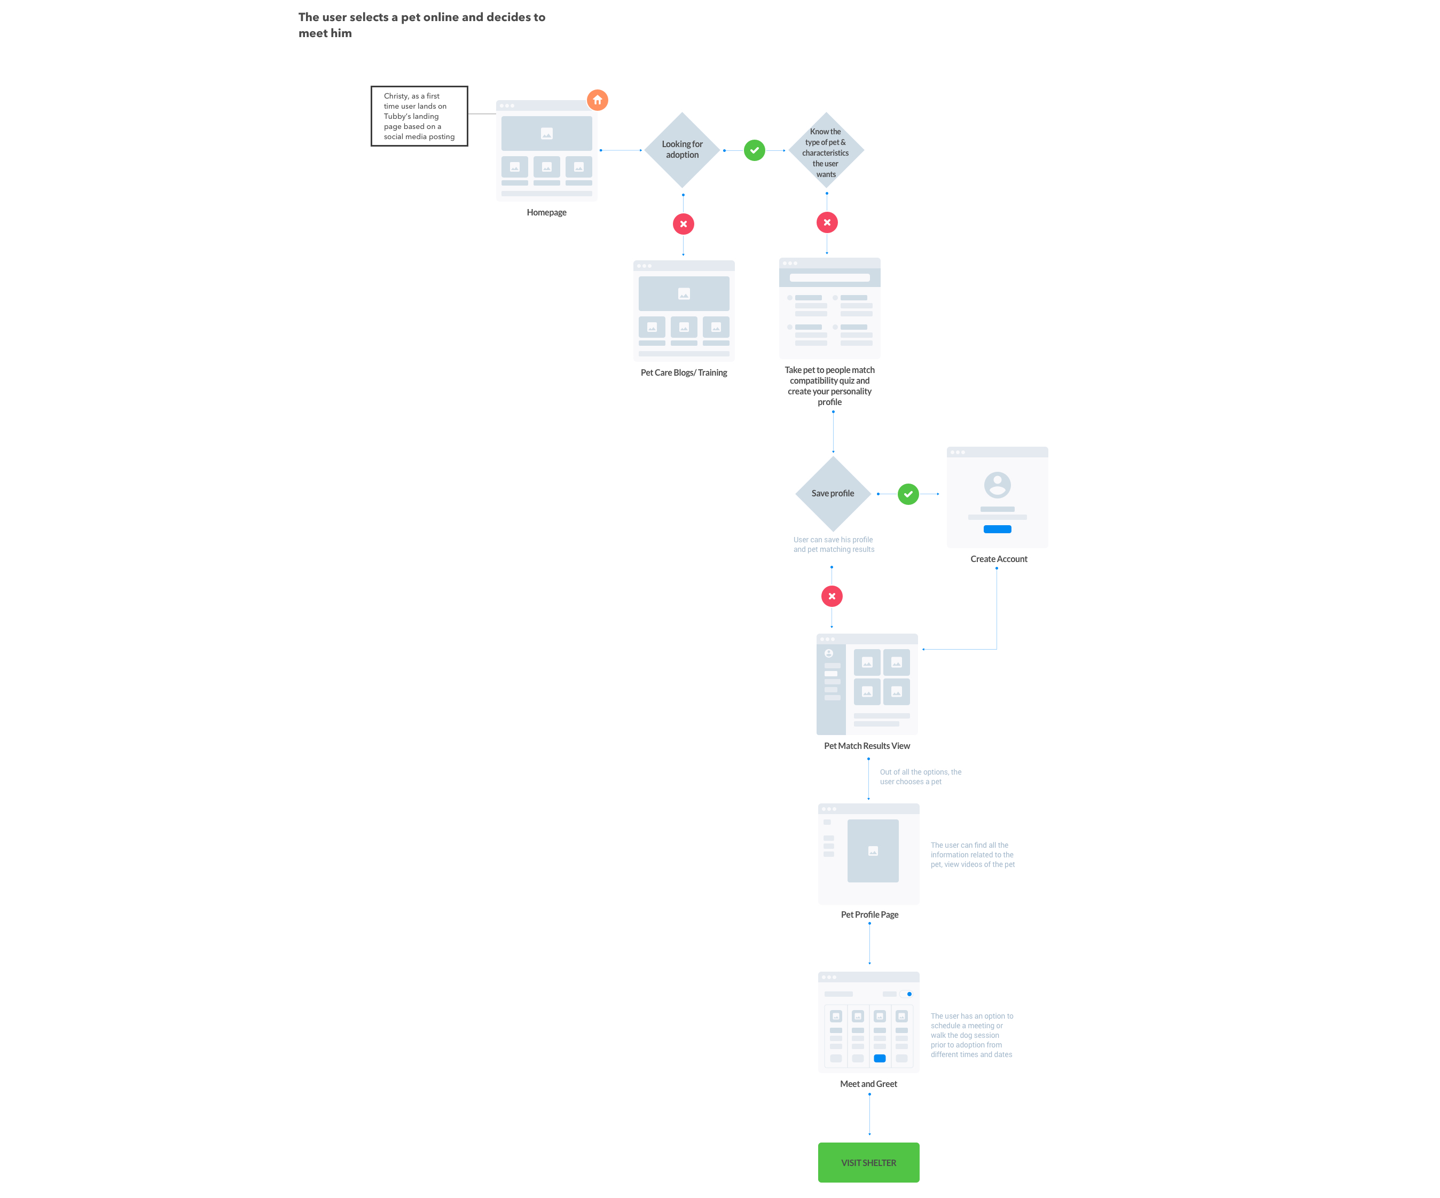 The user selects a pet online and decides to
meet him
Christy, as a first
time user lands on
Tubby's landing
page based on a
social media posting
Homepage
Looking for
adoption
Know the
type of pet &
characteristics
the user
wants
Pet Care Blogs/ Training
Take pet to people match
compatibility quiz and
create your personality
profile
Save profile
User can save his profile
and pet matching results
Create Account
Pet Match Results View
Out of all the options, the
user chooses a pet
The user can find all the
information related to the
pet, view videos of the pet
Pet Profile Page
The user has an option to
schedule a meeting or
walk the dog session
prior to adoption from
different times and dates
Meet and Greet
VISIT SHELTER